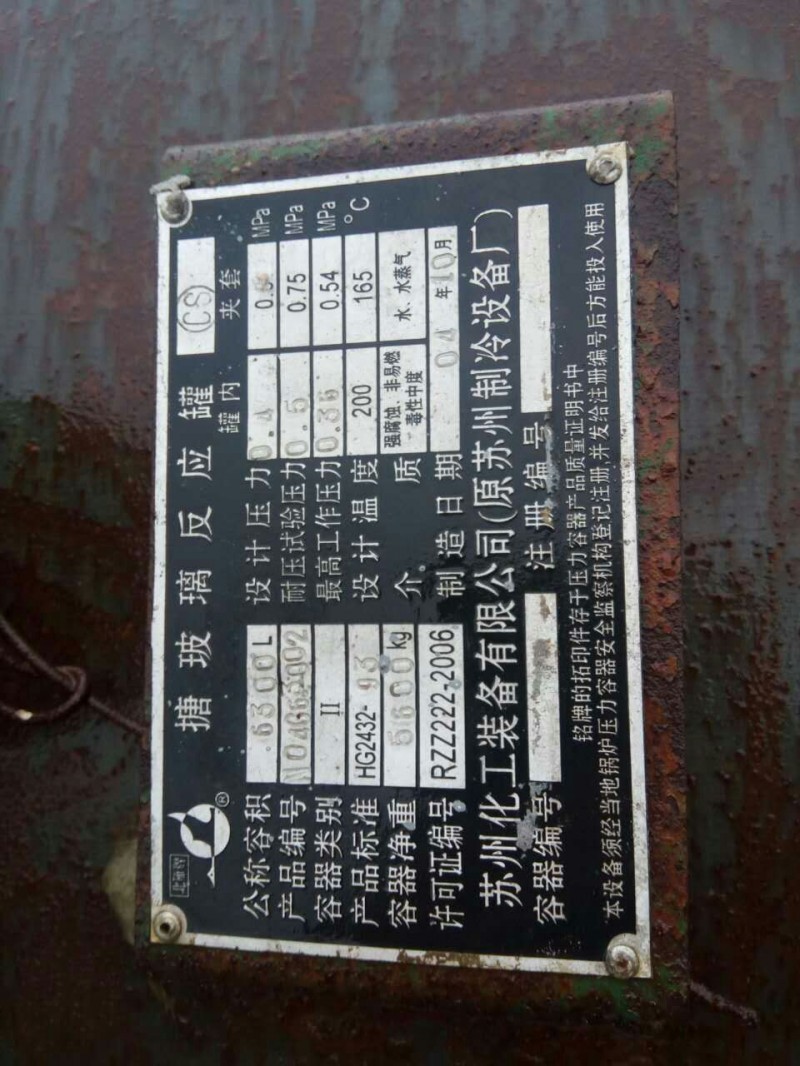 搪玻璃反应罐 CS
罐内 夹套
公称容积 6300 L 设计压力 0.4 0. MPa
产品编号 耐压试验压力 0.5 0.75 MPa
容器类别 II 最高工作压力 0.36 0.54 MPa
产品标准 HG2432-93 设计温度 200 165 °C
容器净重 5600 kg 介质 强腐蚀、非易燃 毒性中度 水、水蒸气
许可证编号 RZZ222-2006 制造日期 04年10月
苏州化工装备有限公司(原苏州制冷设备厂)
容器编号 注册编号
铭牌的拓印件存于压力容器产品质量证明书中
本设备须经当地锅炉压力容器安全监察机构登记注册,并发给注册编号后方能投入使用